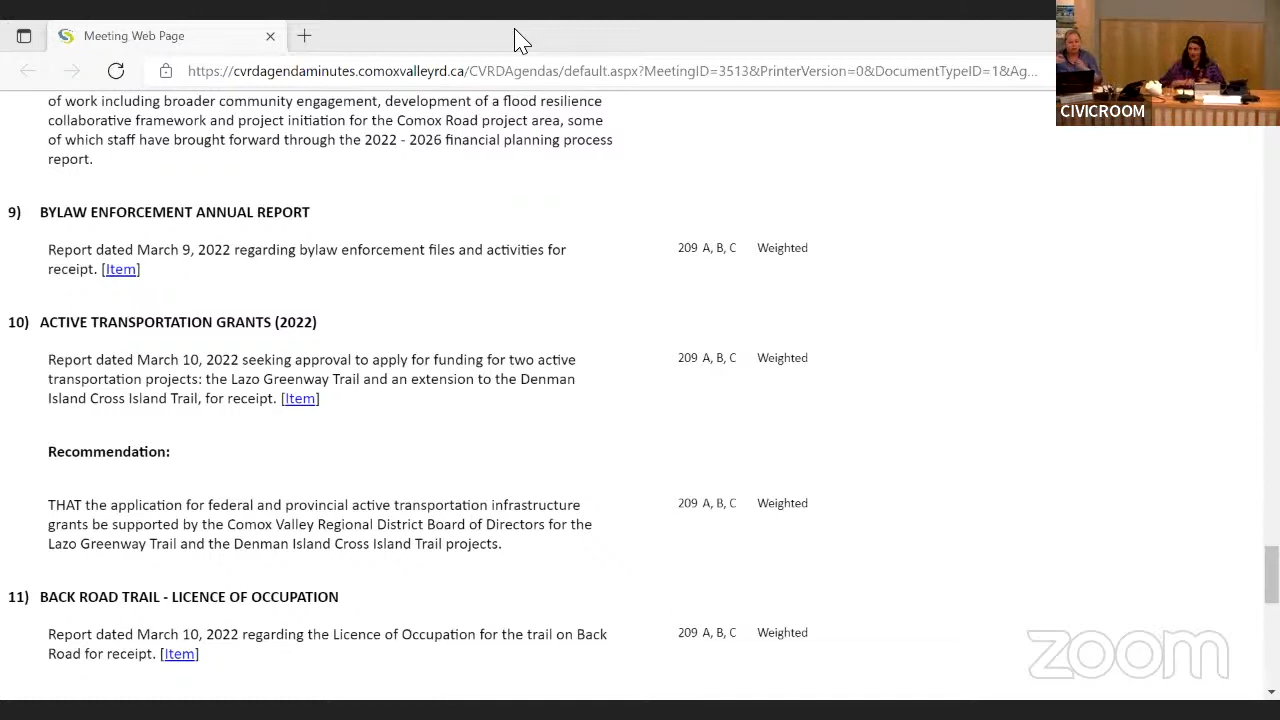 Meeting Web Page
https://cvrdagendaminutes.comoxvalleyrd.ca/CVRDAgendas/default.aspx?MeetingID=3513&PrinterVersion=0&DocumentTypeID=1&Ag...
CIVICROOM
of work including broader community engagement, development of a flood resilience
collaborative framework and project initiation for the Comox Road project area, some
of which staff have brought forward through the 2022 - 2026 financial planning process
report.
9) BYLAW ENFORCEMENT ANNUAL REPORT
Report dated March 9, 2022 regarding bylaw enforcement files and activities for 209 A, B, C Weighted
receipt. [Item]
10) ACTIVE TRANSPORTATION GRANTS (2022)
Report dated March 10, 2022 seeking approval to apply for funding for two active 209 A, B, C Weighted
transportation projects: the Lazo Greenway Trail and an extension to the Denman
Island Cross Island Trail, for receipt. [Item]
Recommendation:
THAT the application for federal and provincial active transportation infrastructure 209 A, B, C Weighted
grants be supported by the Comox Valley Regional District Board of Directors for the
Lazo Greenway Trail and the Denman Island Cross Island Trail projects.
11) BACK ROAD TRAIL - LICENCE OF OCCUPATION
Report dated March 10, 2022 regarding the Licence of Occupation for the trail on Back 209 A, B, C Weighted
Road for receipt. [Item]
zoom